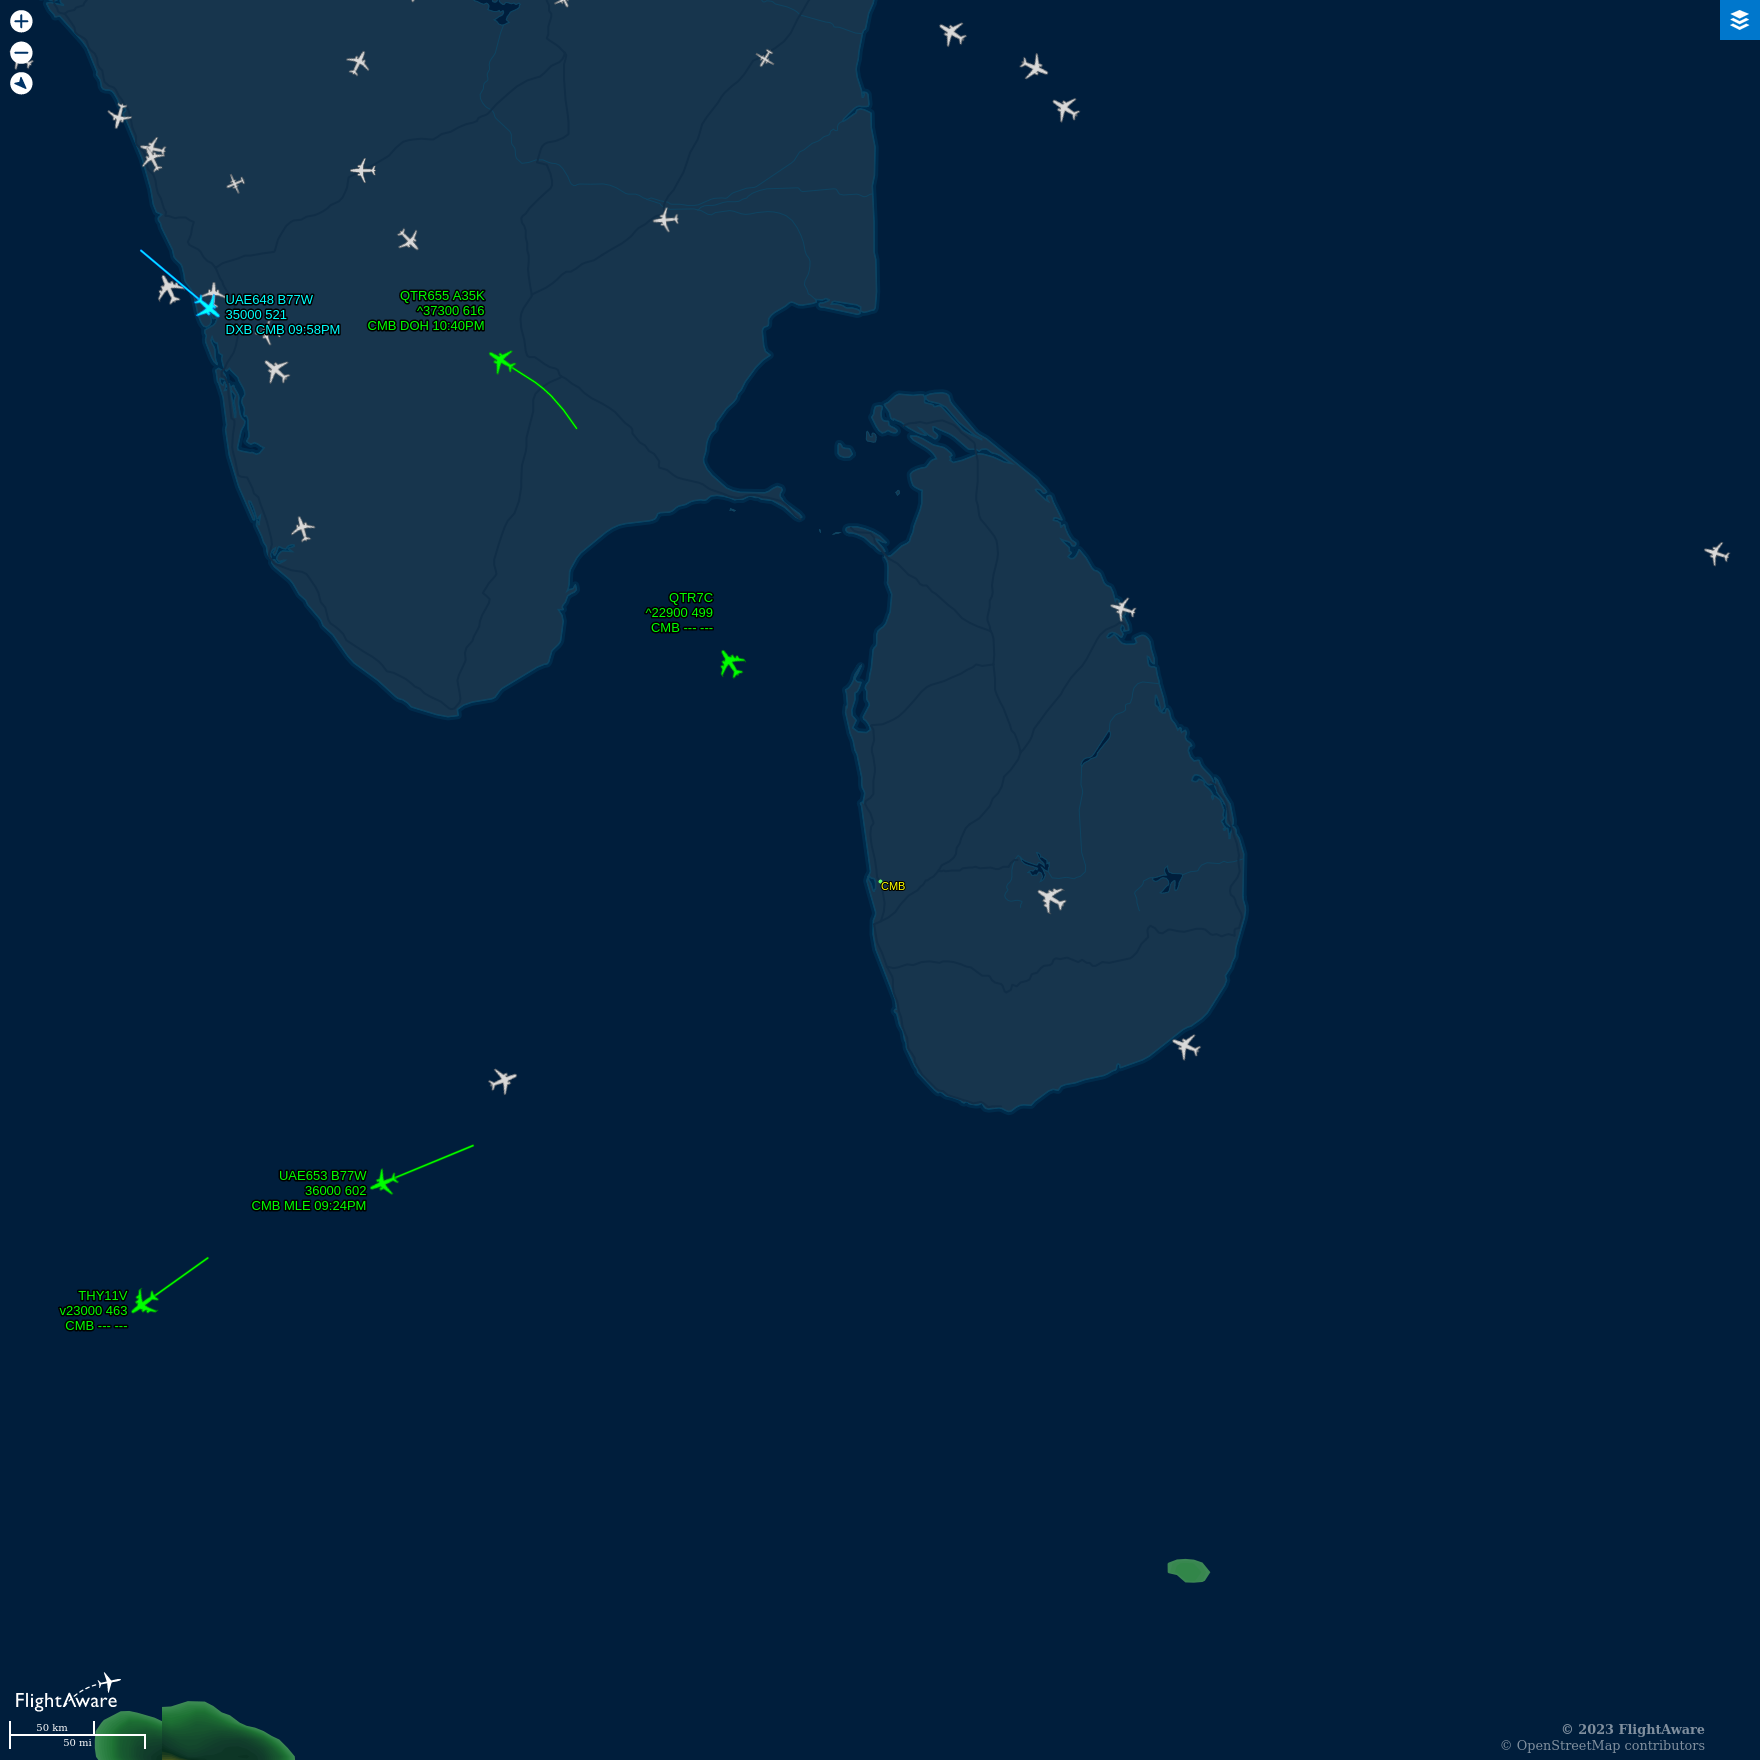 UAE648 B77W
35000 521
DXB CMB 09:58PM
QTR655 A35K
^37300 616
CMB DOH 10:40PM
QTR7C
^22900 499
CMB --- ---
CMB
UAE653 B77W
36000 602
CMB MLE 09:24PM
THY11V
v23000 463
CMB --- ---
FlightAware
50 km
50 mi
© 2023 FlightAware
© OpenStreetMap contributors